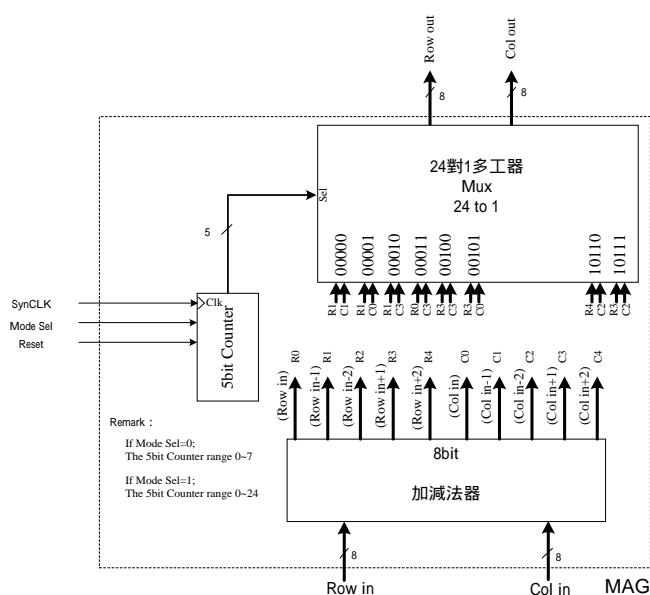 Row out
Col out
8
8
24對1多工器
Mux
24 to 1
Sel
5
00000
00001
00010
00011
00100
00101
10110
10111
R1
C1
R1
C0
R1
C3
R0
C3
R3
C3
R3
C0
R4
C2
R3
C2
SynCLK
Mode Sel
Reset
Clk
5bit Counter
R0
R1
R2
R3
R4
C0
C1
C2
C3
C4
(Row in)
(Row in-1)
(Row in-2)
(Row in+1)
(Row in+2)
(Col in)
(Col in-1)
(Col in-2)
(Col in+1)
(Col in+2)
Remark :
If Mode Sel=0;
The 5bit Counter range 0~7
If Mode Sel=1;
The 5bit Counter range 0~24
8bit
加減法器
8
8
Row in
Col in
MAG